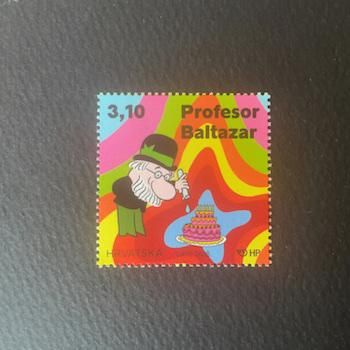 3,10 Profesor
Baltazar
HRVATSKA
HP